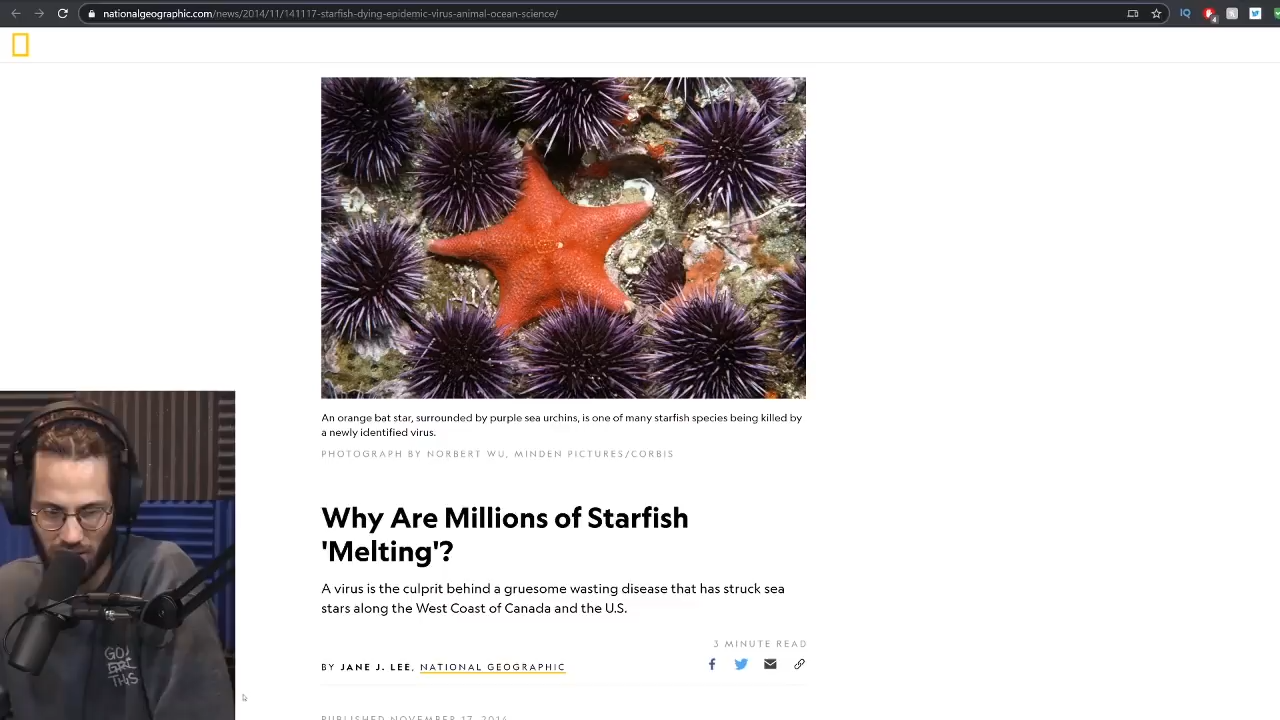 nationalgeographic.com/news/2014/11/141117-starfish-dying-epidemic-virus-animal-ocean-science/
An orange bat star, surrounded by purple sea urchins, is one of many starfish species being killed by
a newly identified virus.
PHOTOGRAPH BY NORBERT WU, MINDEN PICTURES/CORBIS
Why Are Millions of Starfish
'Melting'?
A virus is the culprit behind a gruesome wasting disease that has struck sea
stars along the West Coast of Canada and the U.S.
3 MINUTE READ
BY JANE J. LEE, NATIONAL GEOGRAPHIC
PUBLISHED NOVEMBER 17, 2014